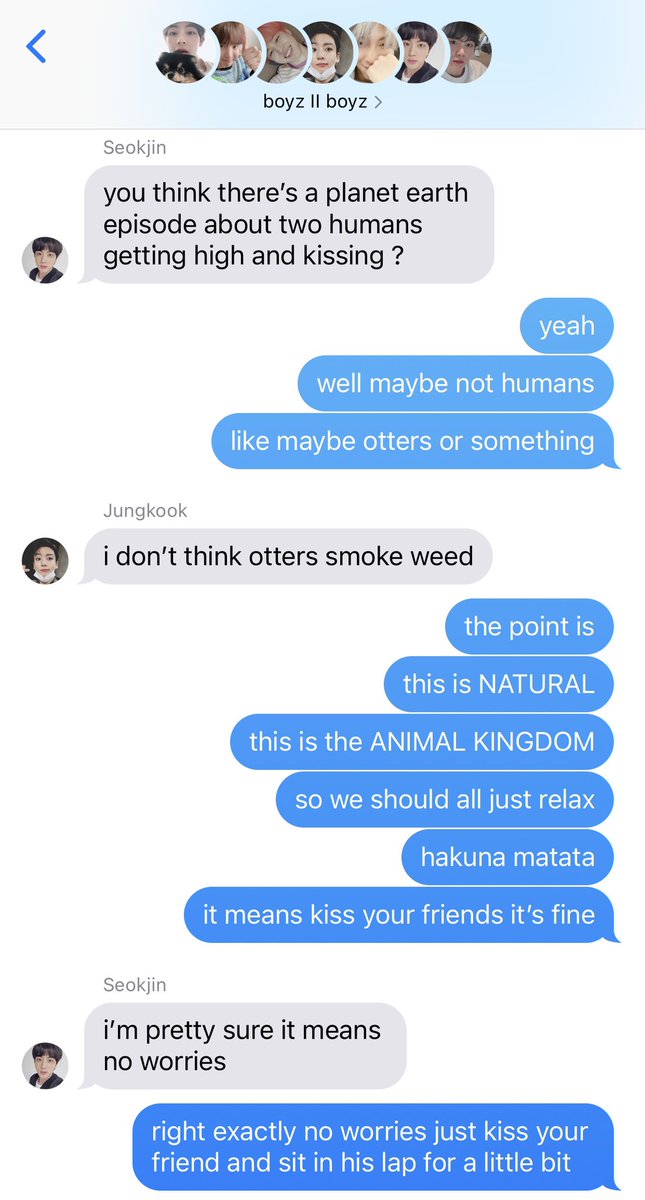 boyz II boyz >
Seokjin
you think there's a planet earth
episode about two humans
getting high and kissing ?
yeah
well maybe not humans
like maybe otters or something
Jungkook
i don't think otters smoke weed
the point is
this is NATURAL
this is the ANIMAL KINGDOM
so we should all just relax
hakuna matata
it means kiss your friends it's fine
Seokjin
i'm pretty sure it means
no worries
right exactly no worries just kiss your
friend and sit in his lap for a little bit